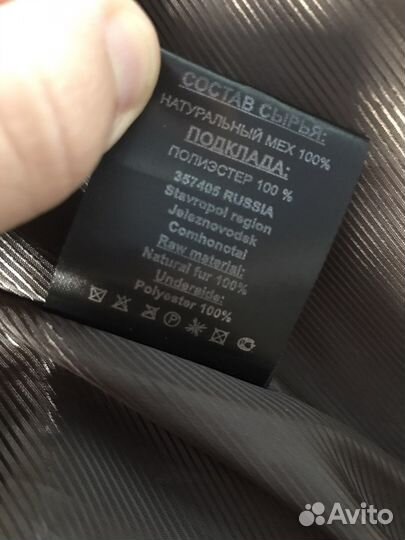 СОСТАВ СЫРЬЯ:
НАТУРАЛЬНЫЙ МЕХ 100%
ПОДКЛАДА:
ПОЛИЭСТЕР 100 %
357405 RUSSIA
Stavropol region
Jeleznovodsk
Comhonctai
Raw material:
Natural fur 100%
Underside:
Polyester 100%
Avito